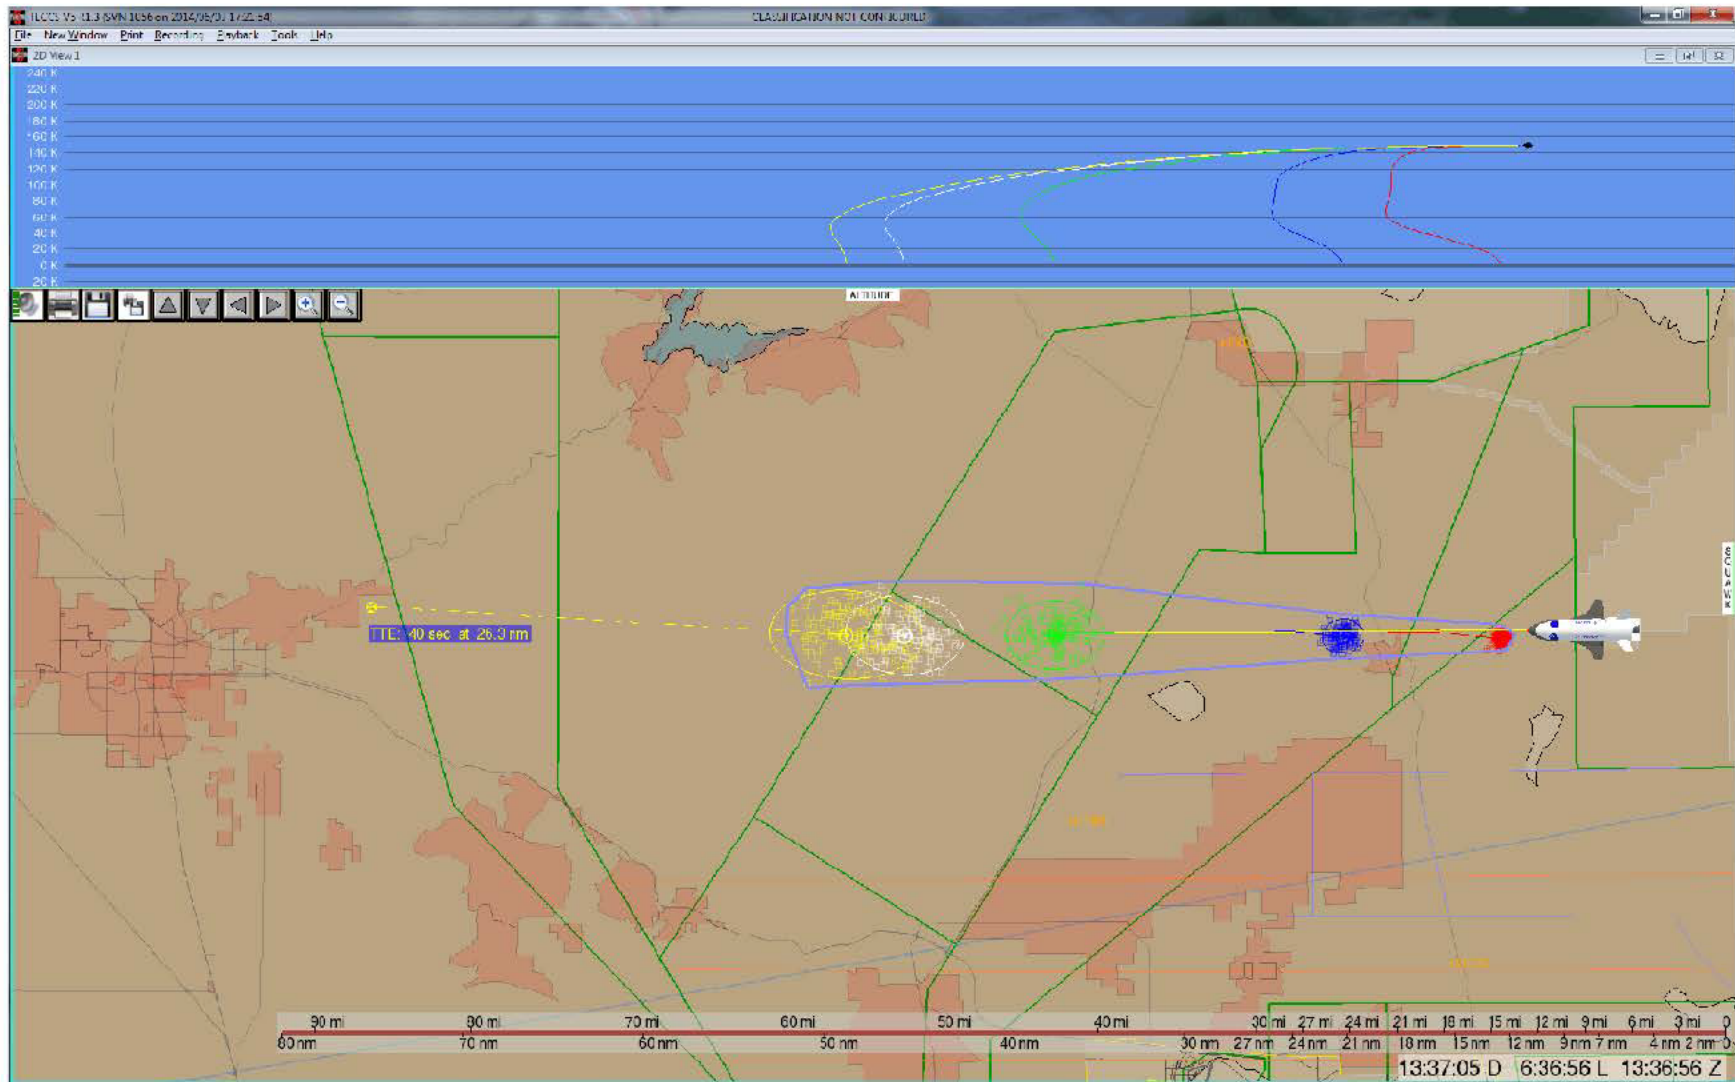 CLASSIFICATION NOT CONFIGURED
File New Window Print Recording Playback Tools Help
2D View 1
240 K
220 K
200 K
180 K
160 K
140 K
120 K
100 K
80 K
60 K
40 K
20 K
0 K
20 K
ALTITUDE
TTE: 40 sec at 26.3 nm
90 mi 80 mi 70 mi 60 mi 50 mi 40 mi 30 mi 27 mi 24 mi 21 mi 18 mi 15 mi 12 mi 9 mi 6 mi 3 mi 0
80 nm 70 nm 60 nm 50 nm 40 nm 30 nm 27 nm 24 nm 21 nm 18 nm 15 nm 12 nm 9 nm 7 nm 4 nm 2 nm 0
13:37:05 D 6:36:56 L 13:36:56 Z